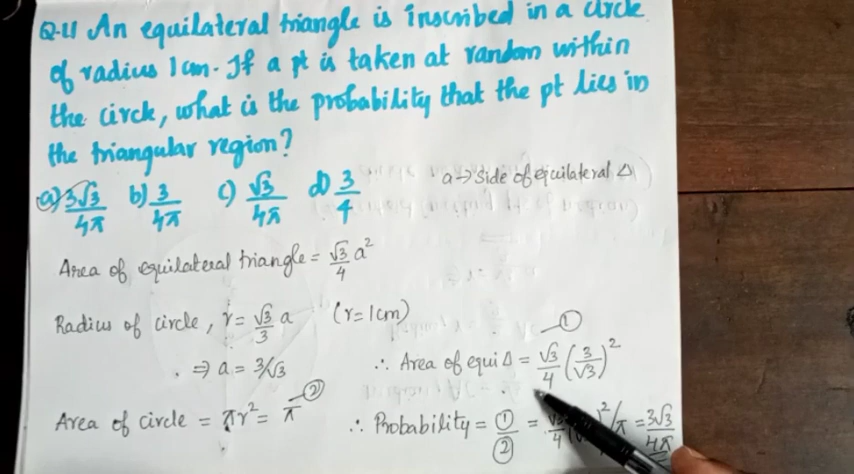 Q.11 An equilateral triangle is inscribed in a circle
of radius 1cm. If a pt is taken at random within
the circle, what is the probability that the pt lies in
the triangular region?
a) 3√3/4π b) 3/4π c) √3/4π d) 3/4
a→side of equilateral Δ
Area of equilateral triangle = √3/4 a²
Radius of circle, r = √3/3 a (r=1cm)
⇒ a = 3/√3
∴ Area of equi Δ = √3/4 (3/√3)² ①
Area of circle = πr² = π ②
∴ Probability = ①/② = √3/4 ( )²/π = 3√3/4π